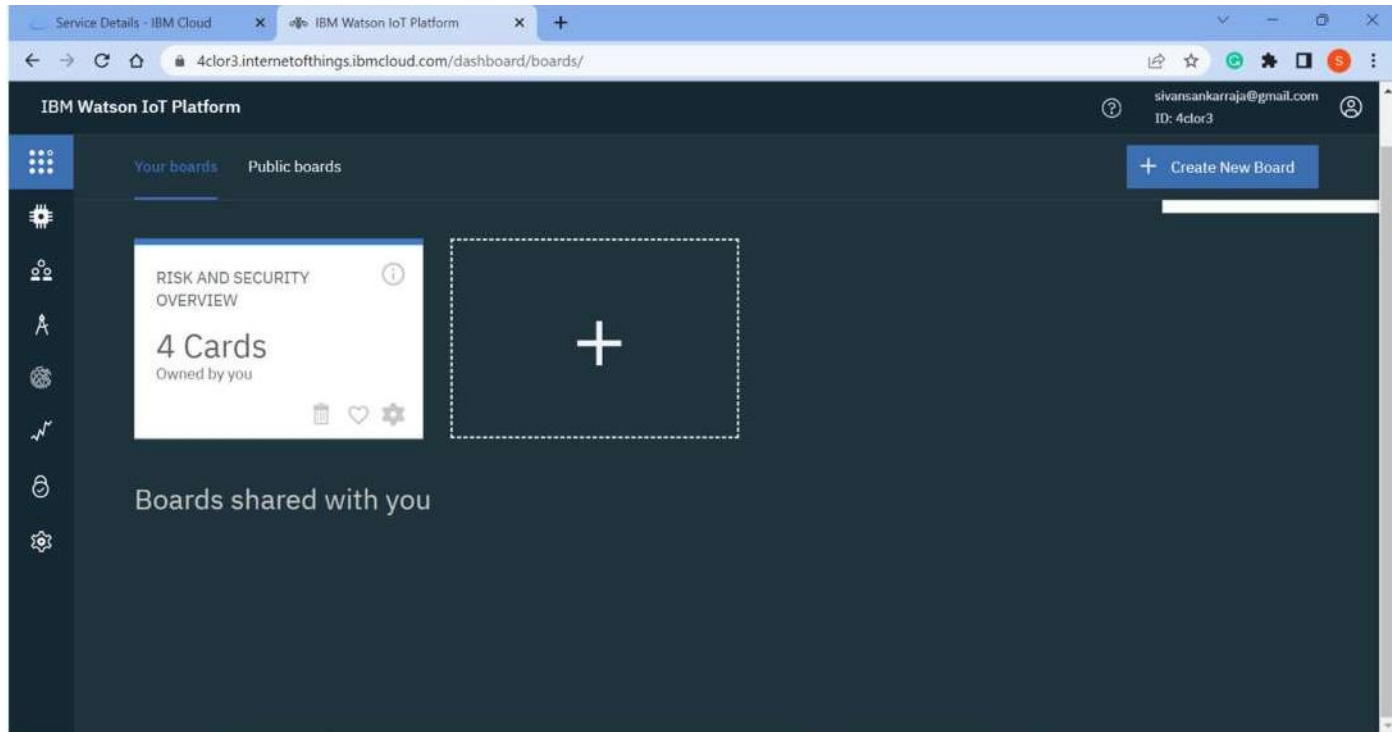 Service Details - IBM Cloud
IBM Watson IoT Platform
4clor3.internetofthings.ibmcloud.com/dashboard/boards/
S
IBM Watson IoT Platform
sivansankarraja@gmail.com
ID: 4clor3
Your boards
Public boards
Create New Board
RISK AND SECURITY
OVERVIEW
4 Cards
Owned by you
Boards shared with you